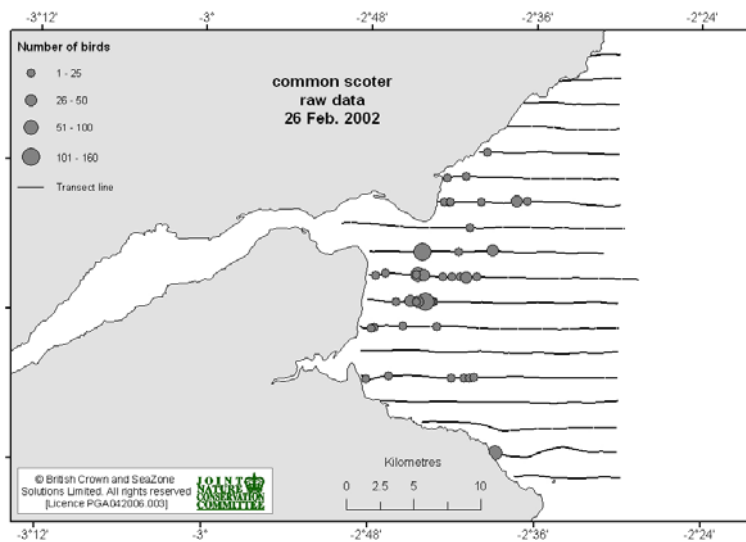 -3°12' -3° -2°48' -2°36' -2°24'
Number of birds
1 - 25
26 - 50
51 - 100
101 - 160
Transect line
common scoter
raw data
26 Feb. 2002
Kilometres
0 2.5 5 10
© British Crown and SeaZone
Solutions Limited. All rights reserved
[Licence PGA042006.003]
JOINT
NATURE
CONSERVATION
COMMITTEE
-3°12' -3° -2°48' -2°36' -2°24'